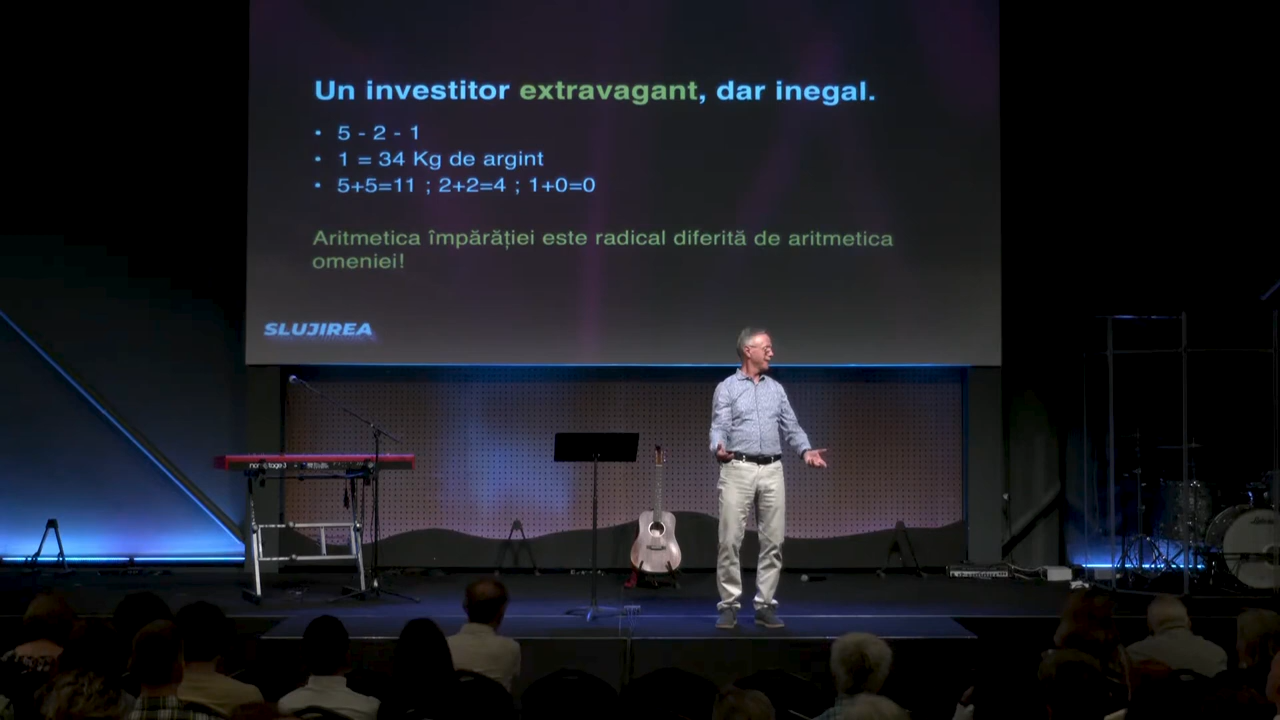 Un investitor extravagant, dar inegal.
• 5 - 2 - 1
• 1 = 34 Kg de argint
• 5+5=11 ; 2+2=4 ; 1+0=0
Aritmetica împărăției este radical diferită de aritmetica
omeniei!
SLUJIREA